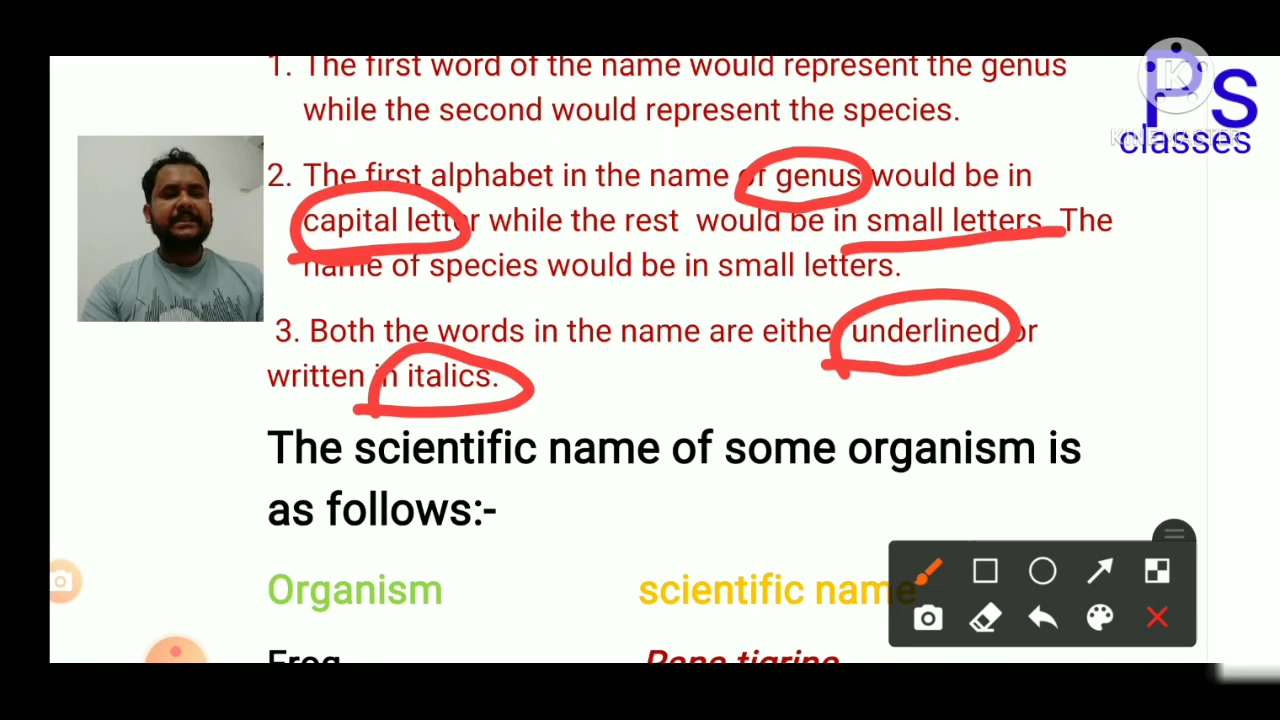 1. The first word of the name would represent the genus
while the second would represent the species.
2. The first alphabet in the name of genus would be in
capital letter while the rest would be in small letters. The
name of species would be in small letters.
3. Both the words in the name are either underlined or
written in italics.
The scientific name of some organism is
as follows:-
Organism scientific name
Frog Rana tigrina
Ps
classes
KINEMASTER